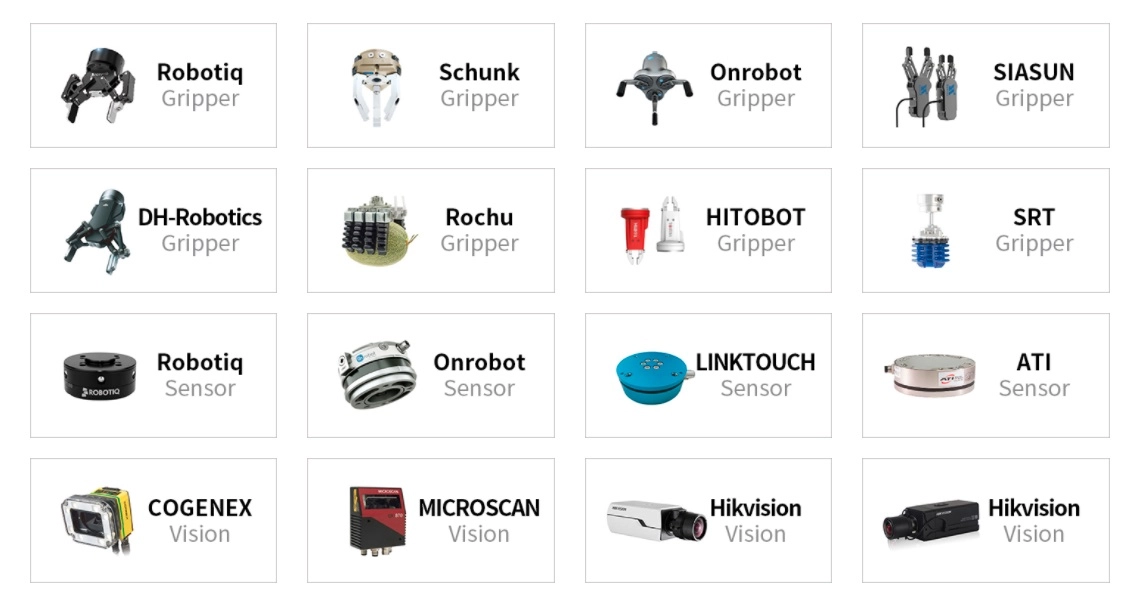 Robotiq
Gripper
Schunk
Gripper
Onrobot
Gripper
SIASUN
Gripper
DH-Robotics
Gripper
Rochu
Gripper
HITOBOT
Gripper
SRT
Gripper
ROBOTIQ
Robotiq
Sensor
Onrobot
Sensor
LINKTOUCH
Sensor
ATI
ATI
Sensor
COGENEX
Vision
MICROSCAN
MICROSCAN
Vision
HIKVISION
Hikvision
Vision
HIKVISION
Hikvision
Vision